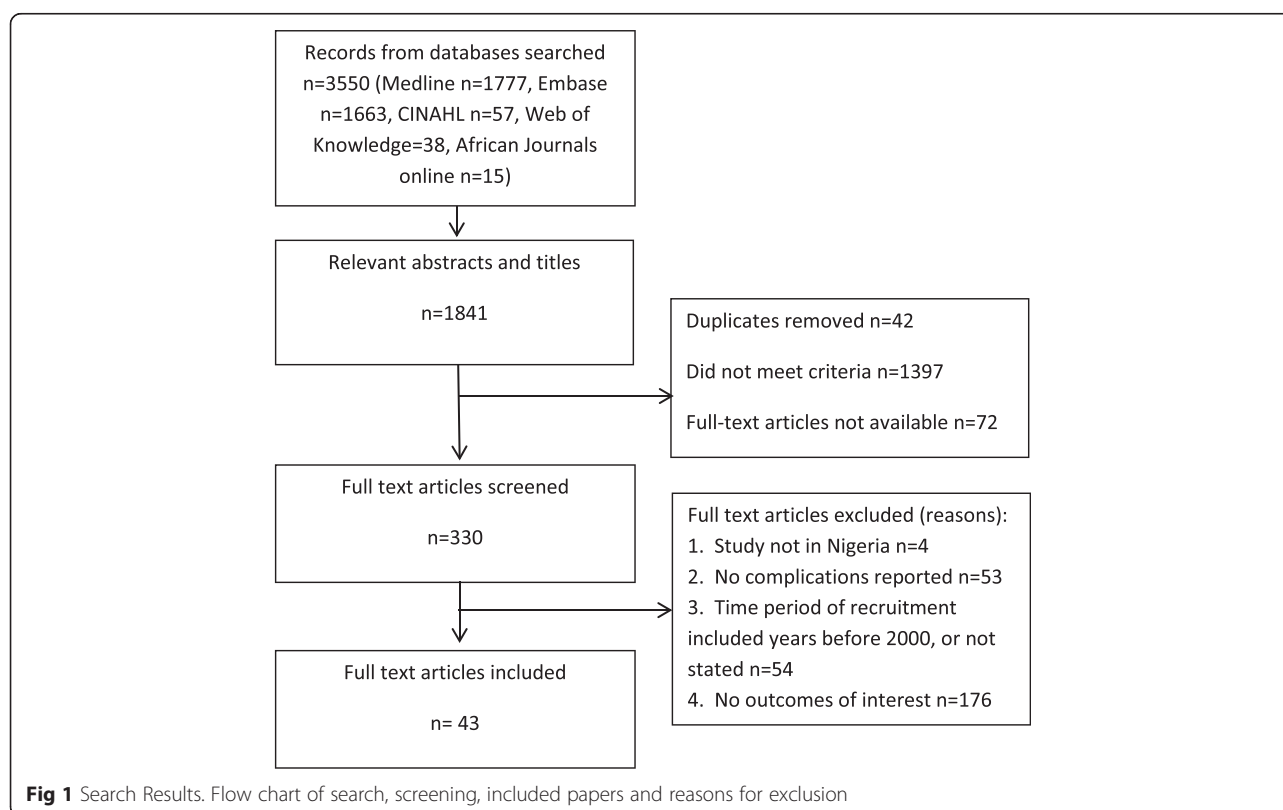 Records from databases searched
n=3550 (Medline n=1777, Embase
n=1663, CINAHL n=57, Web of
Knowledge=38, African Journals
online n=15)
Relevant abstracts and titles
n=1841
Duplicates removed n=42
Did not meet criteria n=1397
Full-text articles not available n=72
Full text articles screened
n=330
Full text articles excluded (reasons):
1. Study not in Nigeria n=4
2. No complications reported n=53
3. Time period of recruitment
included years before 2000, or not
stated n=54
4. No outcomes of interest n=176
Full text articles included
n= 43
Fig 1 Search Results. Flow chart of search, screening, included papers and reasons for exclusion